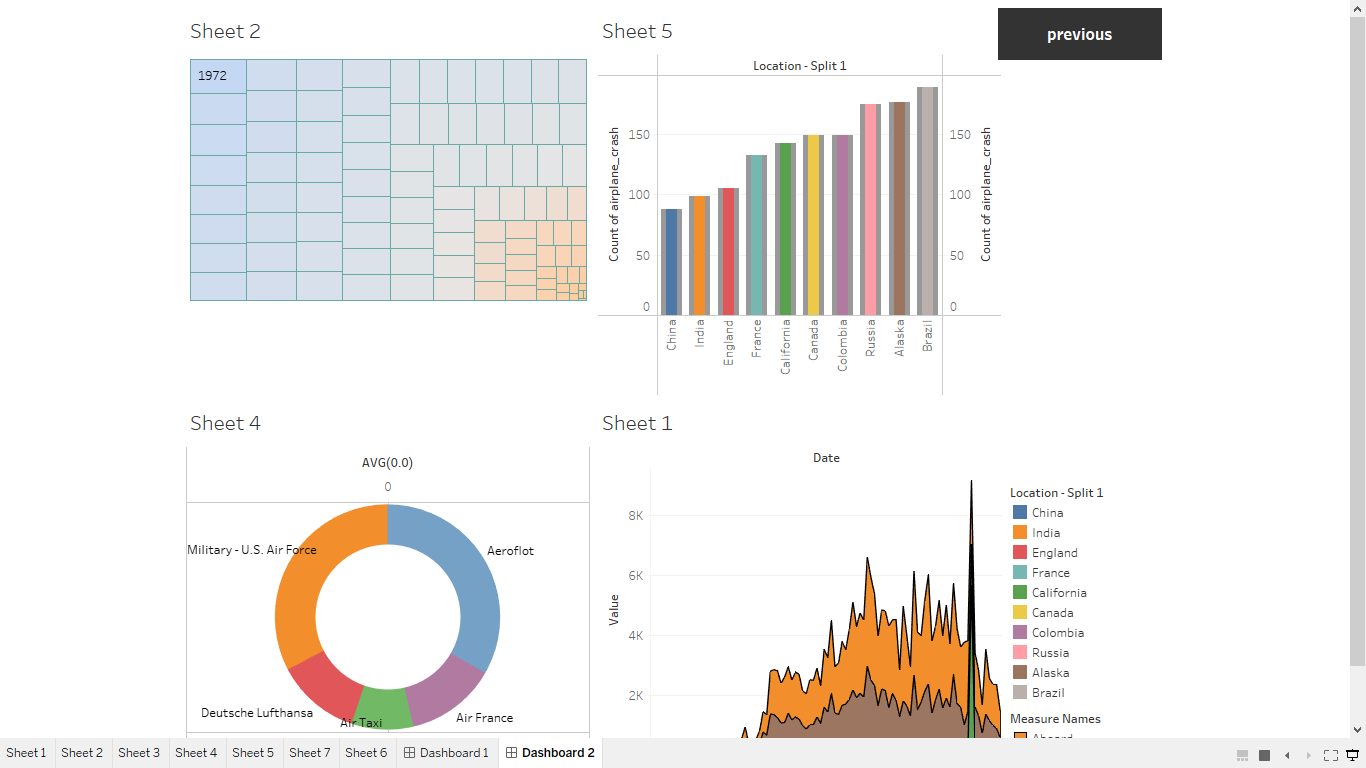 Sheet 2
1972
Sheet 5
previous
Location - Split 1
Count of airplane_crash
150
100
50
0
150
100
50
0
Count of airplane_crash
China
India
England
France
California
Canada
Colombia
Russia
Alaska
Brazil
Sheet 4
AVG(0.0)
0
Military - U.S. Air Force
Aeroflot
Deutsche Lufthansa
Air Taxi
Air France
Sheet 1
Date
Value
8K
6K
4K
2K
Location - Split 1
China
India
England
France
California
Canada
Colombia
Russia
Alaska
Brazil
Measure Names
Aboard
Sheet 1 Sheet 2 Sheet 3 Sheet 4 Sheet 5 Sheet 7 Sheet 6 Dashboard 1 Dashboard 2